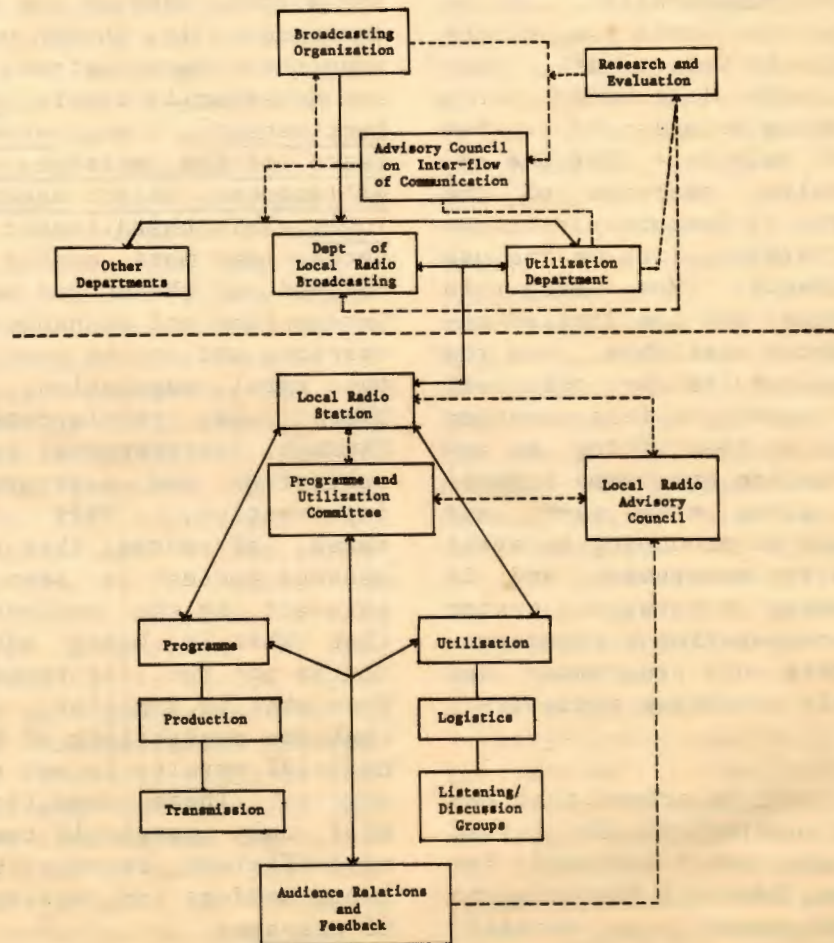 Broadcasting
Organization
Research and
Evaluation
Advisory Council
on Inter-flow
of Communication
Other
Departments
Dept of
Local Radio
Broadcasting
Utilization
Department
Local Radio
Station
Programme and
Utilization
Committee
Local Radio
Advisory
Council
Programme
Utilisation
Production
Logistics
Transmission
Listening/
Discussion
Groups
Audience Relations
and
Feedback